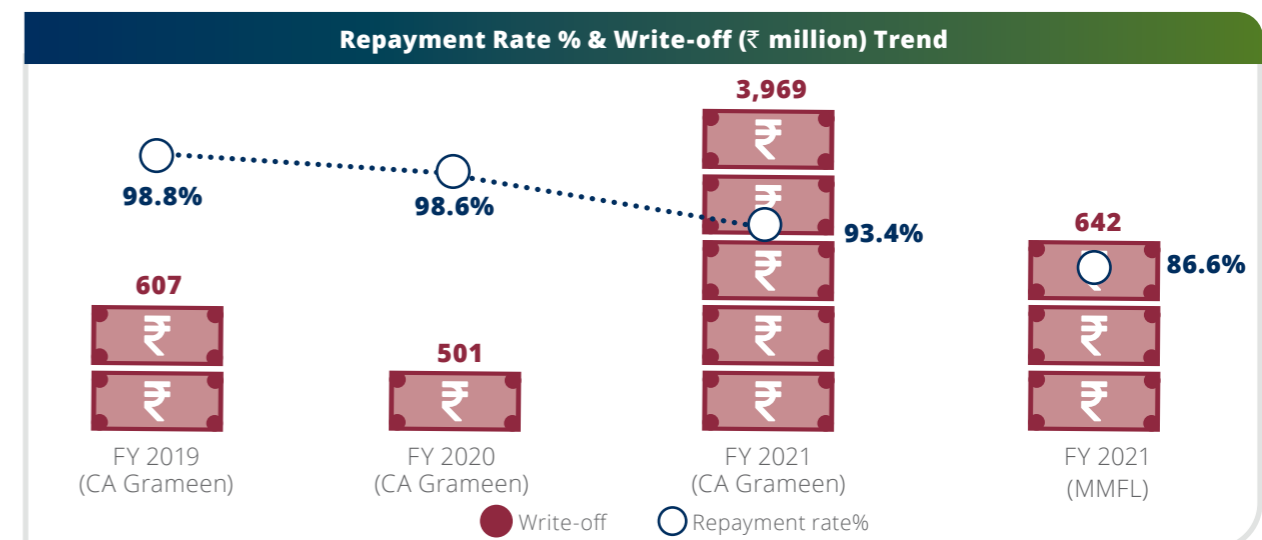 Repayment Rate % & Write-off (₹ million) Trend
3,969
98.8%
98.6%
93.4%
642
86.6%
607
501
₹
₹
₹
₹
₹
₹
₹
₹
₹
₹
₹
FY 2019
(CA Grameen)
FY 2020
(CA Grameen)
FY 2021
(CA Grameen)
FY 2021
(MMFL)
Write-off
Repayment rate%